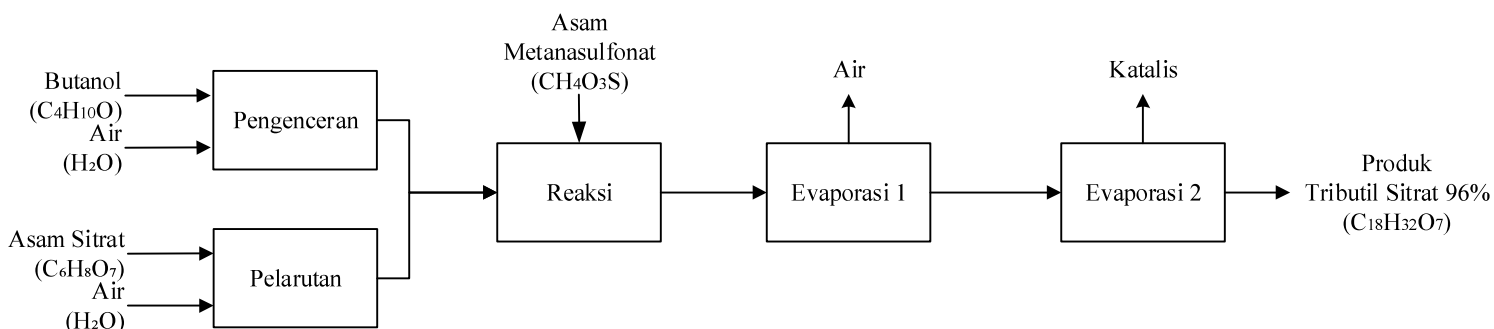 Butanol
(C₄H₁₀O)
Air
(H₂O)
Pengenceran
Asam Sitrat
(C₆H₈O₇)
Air
(H₂O)
Pelarutan
Asam
Metanasulfonat
(CH₄O₃S)
Reaksi
Air
Evaporasi 1
Katalis
Evaporasi 2
Produk
Tributil Sitrat 96%
(C₁₈H₃₂O₇)